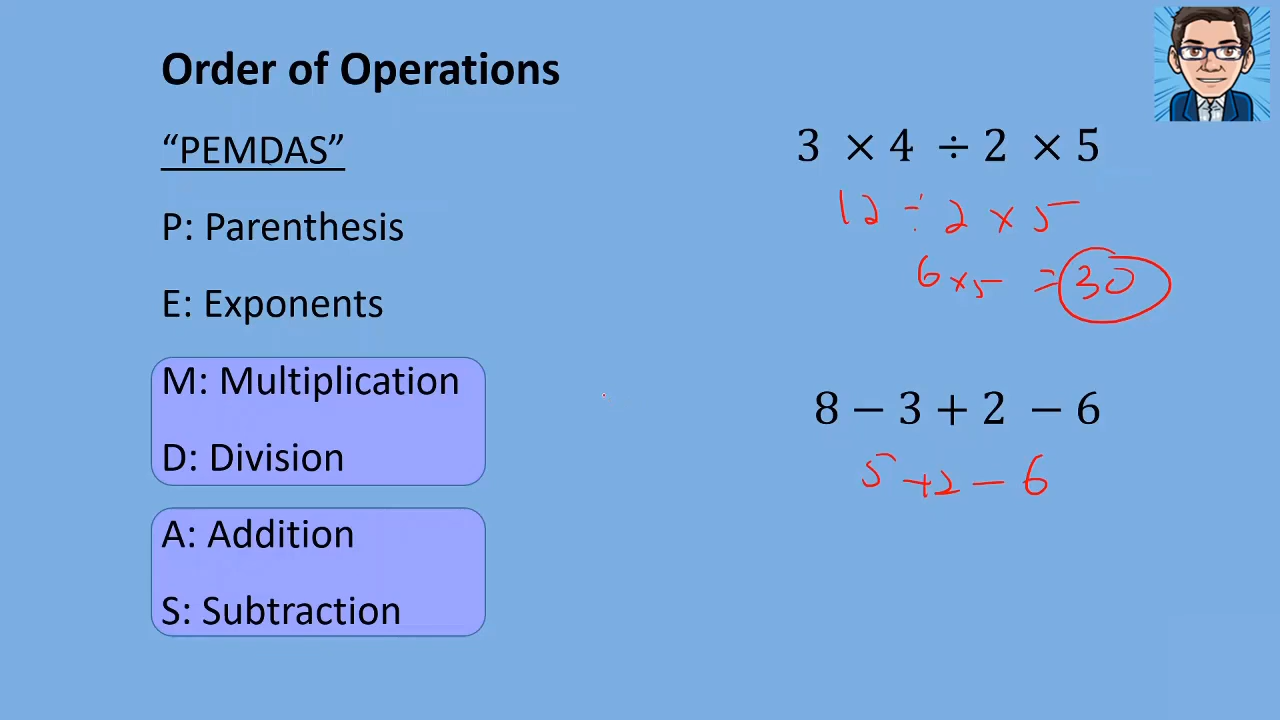 Order of Operations
“PEMDAS”
P: Parenthesis
E: Exponents
M: Multiplication
D: Division
A: Addition
S: Subtraction
3 × 4 ÷ 2 × 5
12 ÷ 2 × 5
6 × 5 = 30
8 − 3 + 2 − 6
5 + 2 − 6